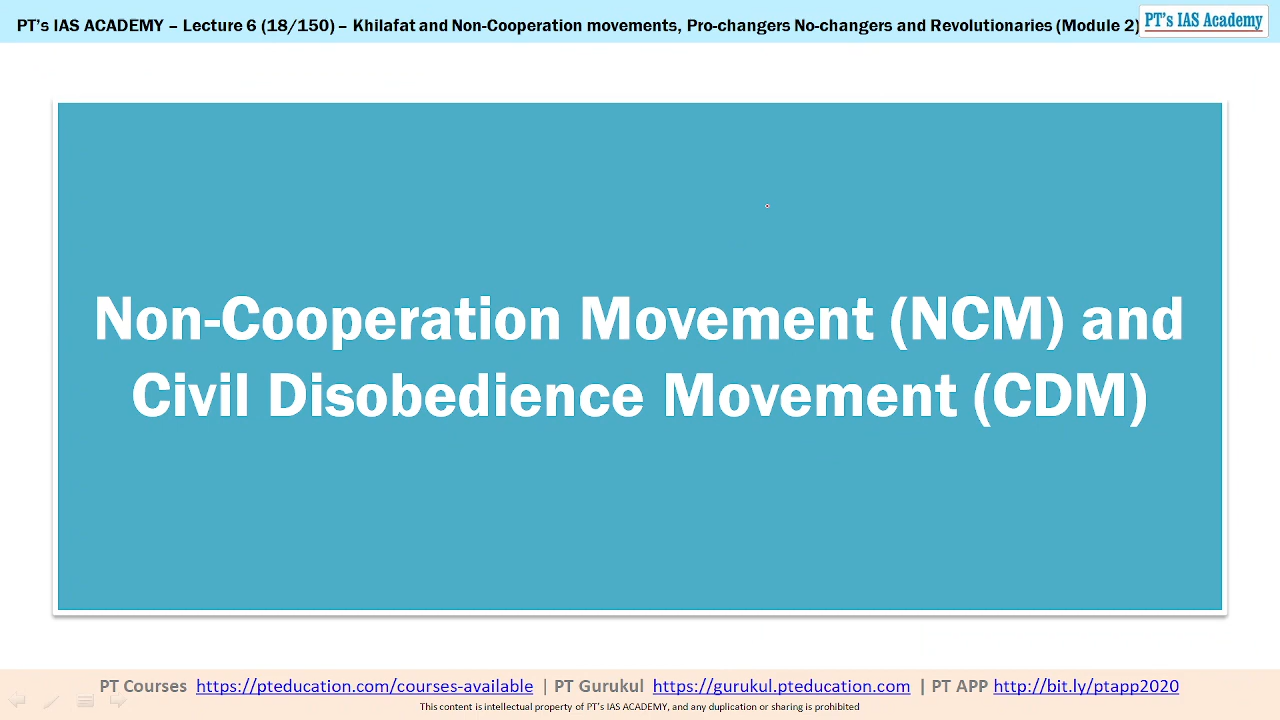 PT's IAS ACADEMY – Lecture 6 (18/150) – Khilafat and Non-Cooperation movements, Pro-changers No-changers and Revolutionaries (Module 2)
PT's IAS Academy
Non-Cooperation Movement (NCM) and
Civil Disobedience Movement (CDM)
PT Courses https://pteducation.com/courses-available | PT Gurukul https://gurukul.pteducation.com | PT APP http://bit.ly/ptapp2020
This content is intellectual property of PT's IAS ACADEMY, and any duplication or sharing is prohibited